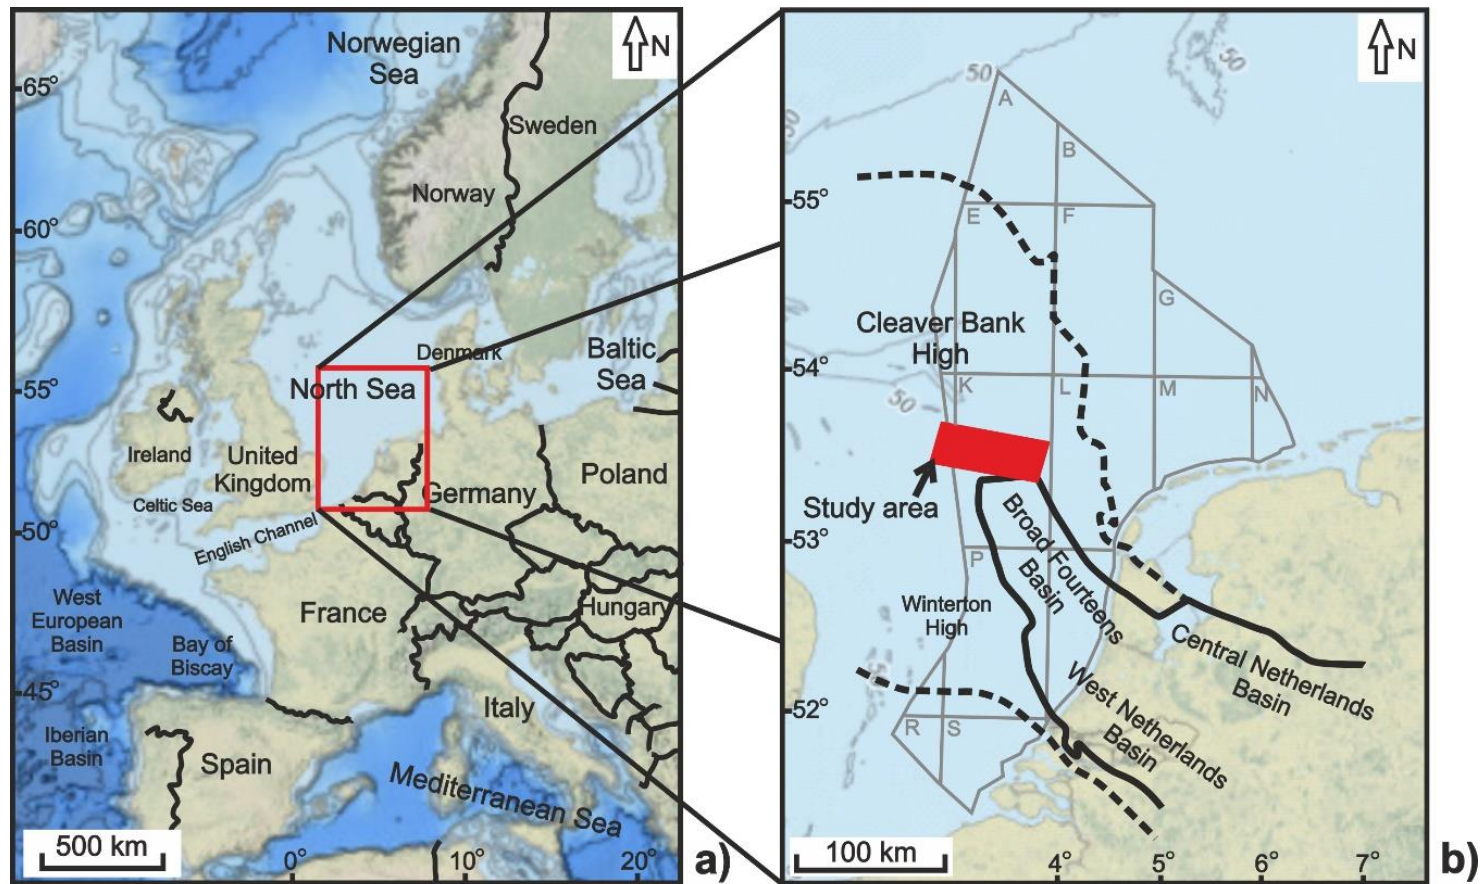 Norwegian
Sea
N
65°
Sweden
Norway
60°
Denmark
Baltic
Sea
55°
North Sea
Ireland
United
Kingdom
Poland
Germany
Celtic Sea
English Channel
50°
West
European
Basin
France
Hungary
Bay of
Biscay
45°
Italy
Iberian
Basin
Spain
Mediterranean Sea
500 km
0°
10°
20°
a)
50
A
50
N
50
B
55°
E
F
G
Cleaver Bank
High
54°
K
L
M
N
50
Study area
53°
Broad Fourteens
Basin
P
Winterton
High
Central Netherlands
Basin
50
52°
West Netherlands
Basin
R
S
100 km
4°
5°
6°
7°
b)